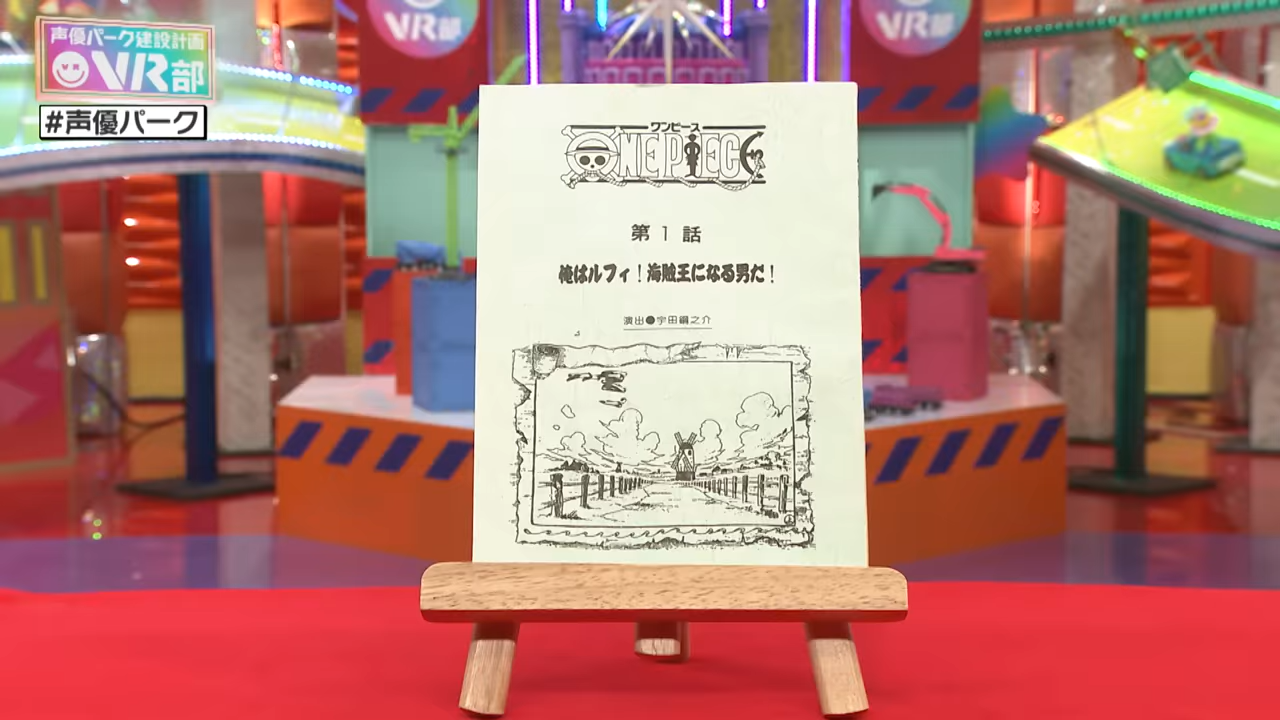 声優パーク建設計画
VR部
#声優パーク
VR部
VR部
ワンピース
ONE PIECE
第1話
俺はルフィ!海賊王になる男だ!
演出●宇田鋼之介